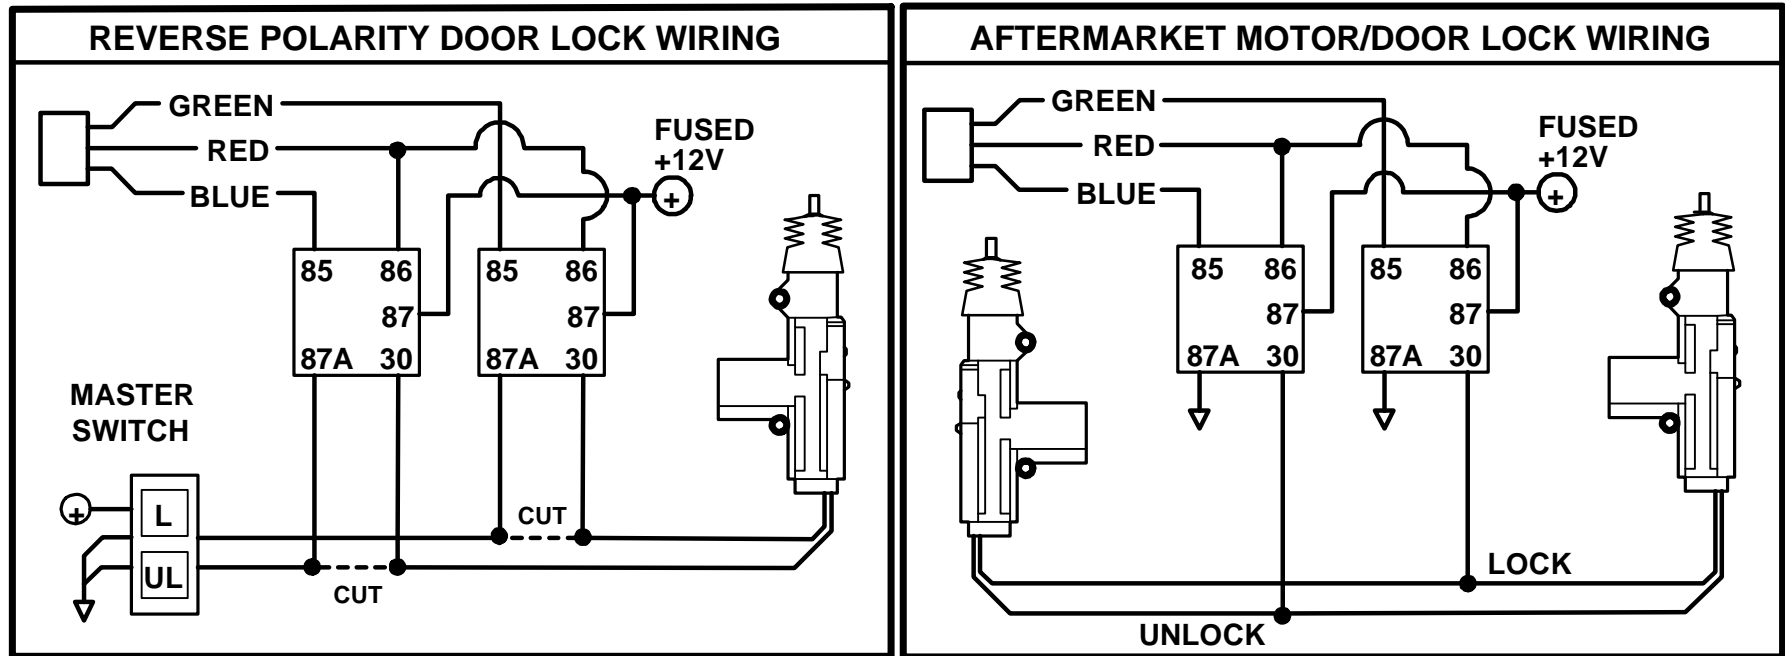 REVERSE POLARITY DOOR LOCK WIRING
GREEN
RED
BLUE
FUSED
+12V
+
85 86
87
87A 30
85 86
87
87A 30
MASTER
SWITCH
+
L
UL
CUT
CUT
AFTERMARKET MOTOR/DOOR LOCK WIRING
GREEN
RED
BLUE
FUSED
+12V
+
85 86
87
87A 30
85 86
87
87A 30
LOCK
UNLOCK